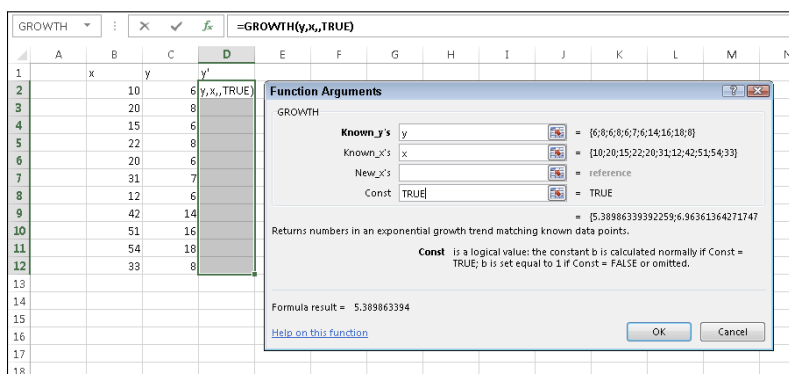 GROWTH =GROWTH(y,x,,TRUE)
A B C D E F G H I J K L M N
1 x y y'
2 10 6 y,x,,TRUE)
3 20 8
4 15 6
5 22 8
6 20 6
7 31 7
8 12 6
9 42 14
10 51 16
11 54 18
12 33 8
13
14
15
16
17
18
Function Arguments
GROWTH
Known_y's y = {6;8;6;8;6;7;6;14;16;18;8}
Known_x's x = {10;20;15;22;20;31;12;42;51;54;33}
New_x's = reference
Const TRUE = TRUE
= {5.38986339392259;6.96361364271747
Returns numbers in an exponential growth trend matching known data points.
Const is a logical value: the constant b is calculated normally if Const =
TRUE; b is set equal to 1 if Const = FALSE or omitted.
Formula result = 5.389863394
Help on this function OK Cancel